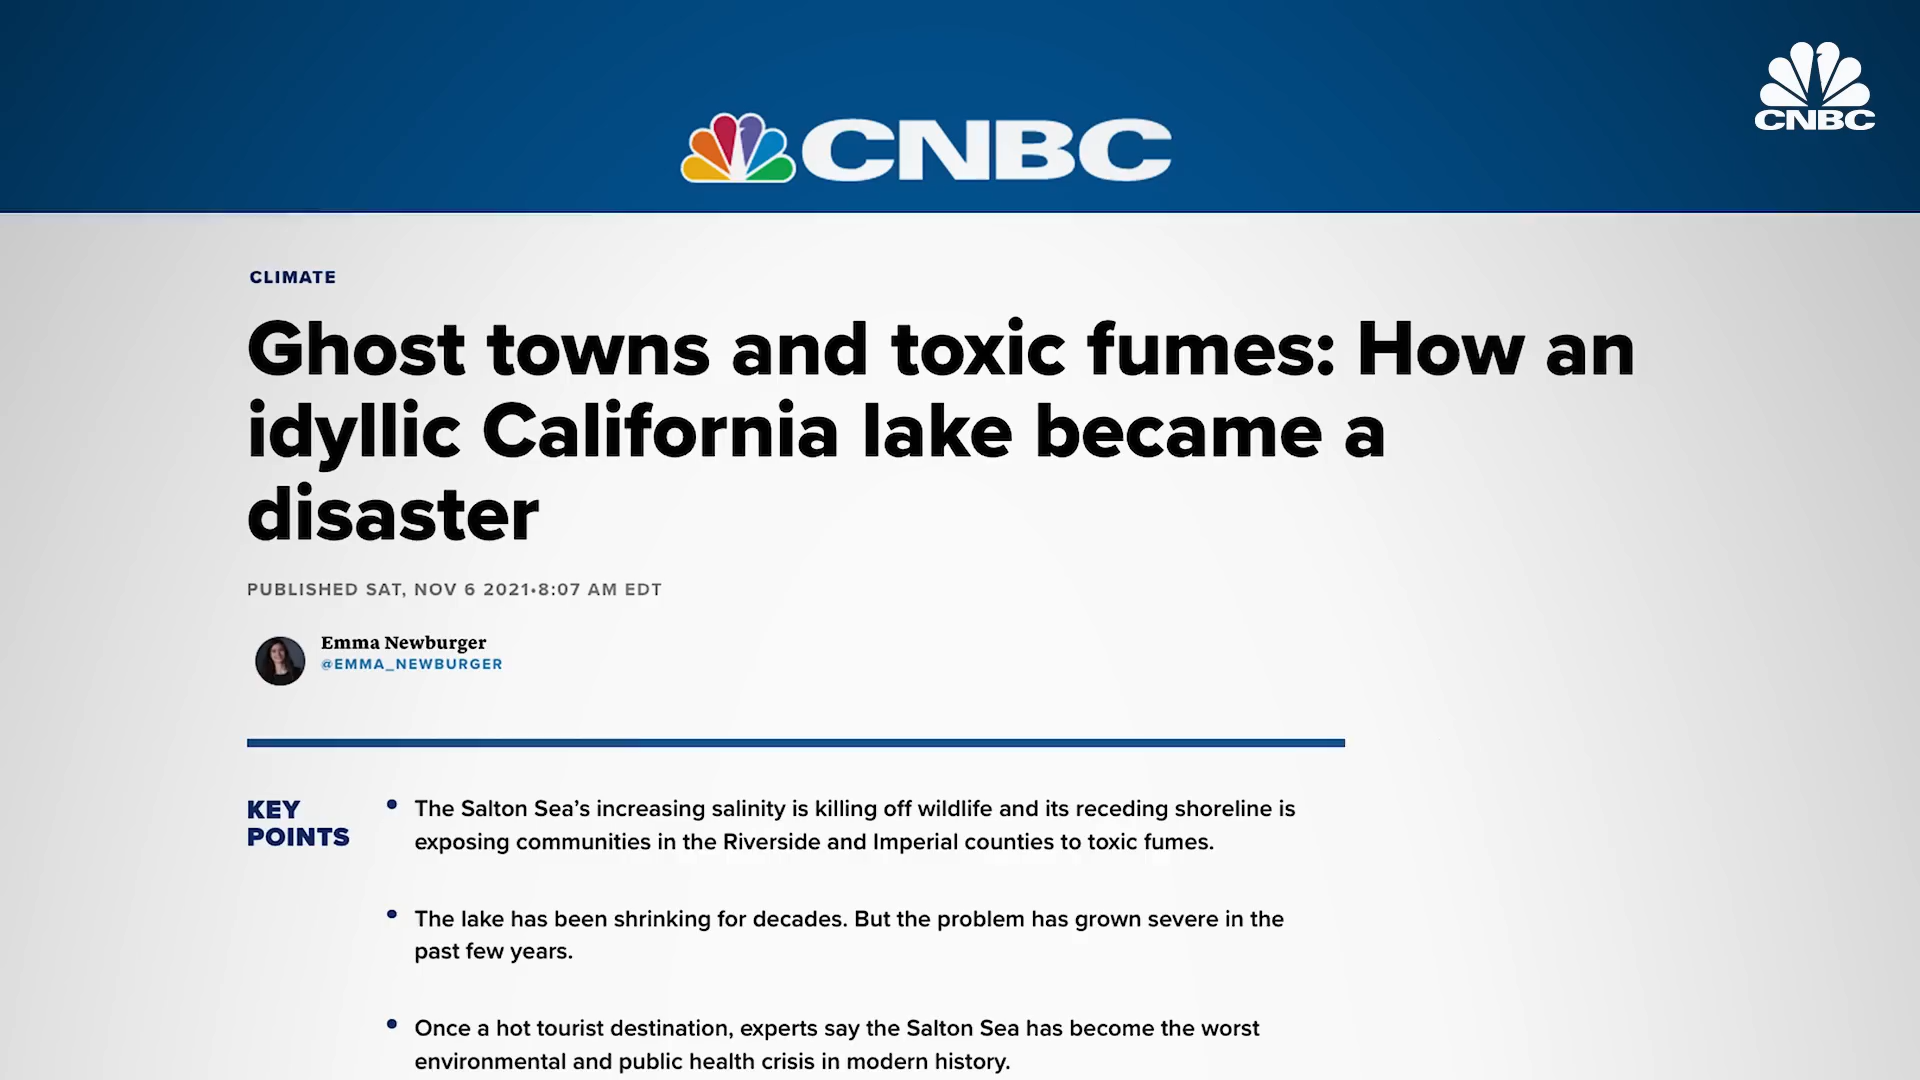 CNBC
CNBC
CLIMATE
Ghost towns and toxic fumes: How an
idyllic California lake became a
disaster
PUBLISHED SAT, NOV 6 2021•8:07 AM EDT
Emma Newburger
@EMMA_NEWBURGER
KEY
POINTS
• The Salton Sea’s increasing salinity is killing off wildlife and its receding shoreline is
exposing communities in the Riverside and Imperial counties to toxic fumes.
• The lake has been shrinking for decades. But the problem has grown severe in the
past few years.
• Once a hot tourist destination, experts say the Salton Sea has become the worst
environmental and public health crisis in modern history.